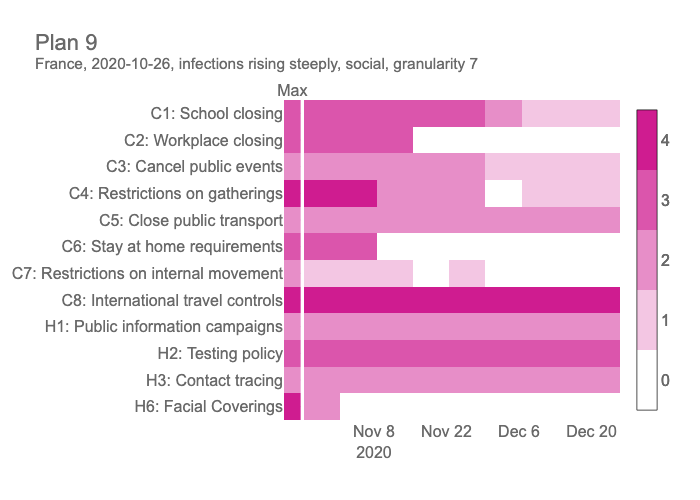 Plan 9
France, 2020-10-26, infections rising steeply, social, granularity 7
Max
C1: School closing
C2: Workplace closing
C3: Cancel public events
C4: Restrictions on gatherings
C5: Close public transport
C6: Stay at home requirements
C7: Restrictions on internal movement
C8: International travel controls
H1: Public information campaigns
H2: Testing policy
H3: Contact tracing
H6: Facial Coverings
4
3
2
1
0
Nov 8 Nov 22 Dec 6 Dec 20
2020